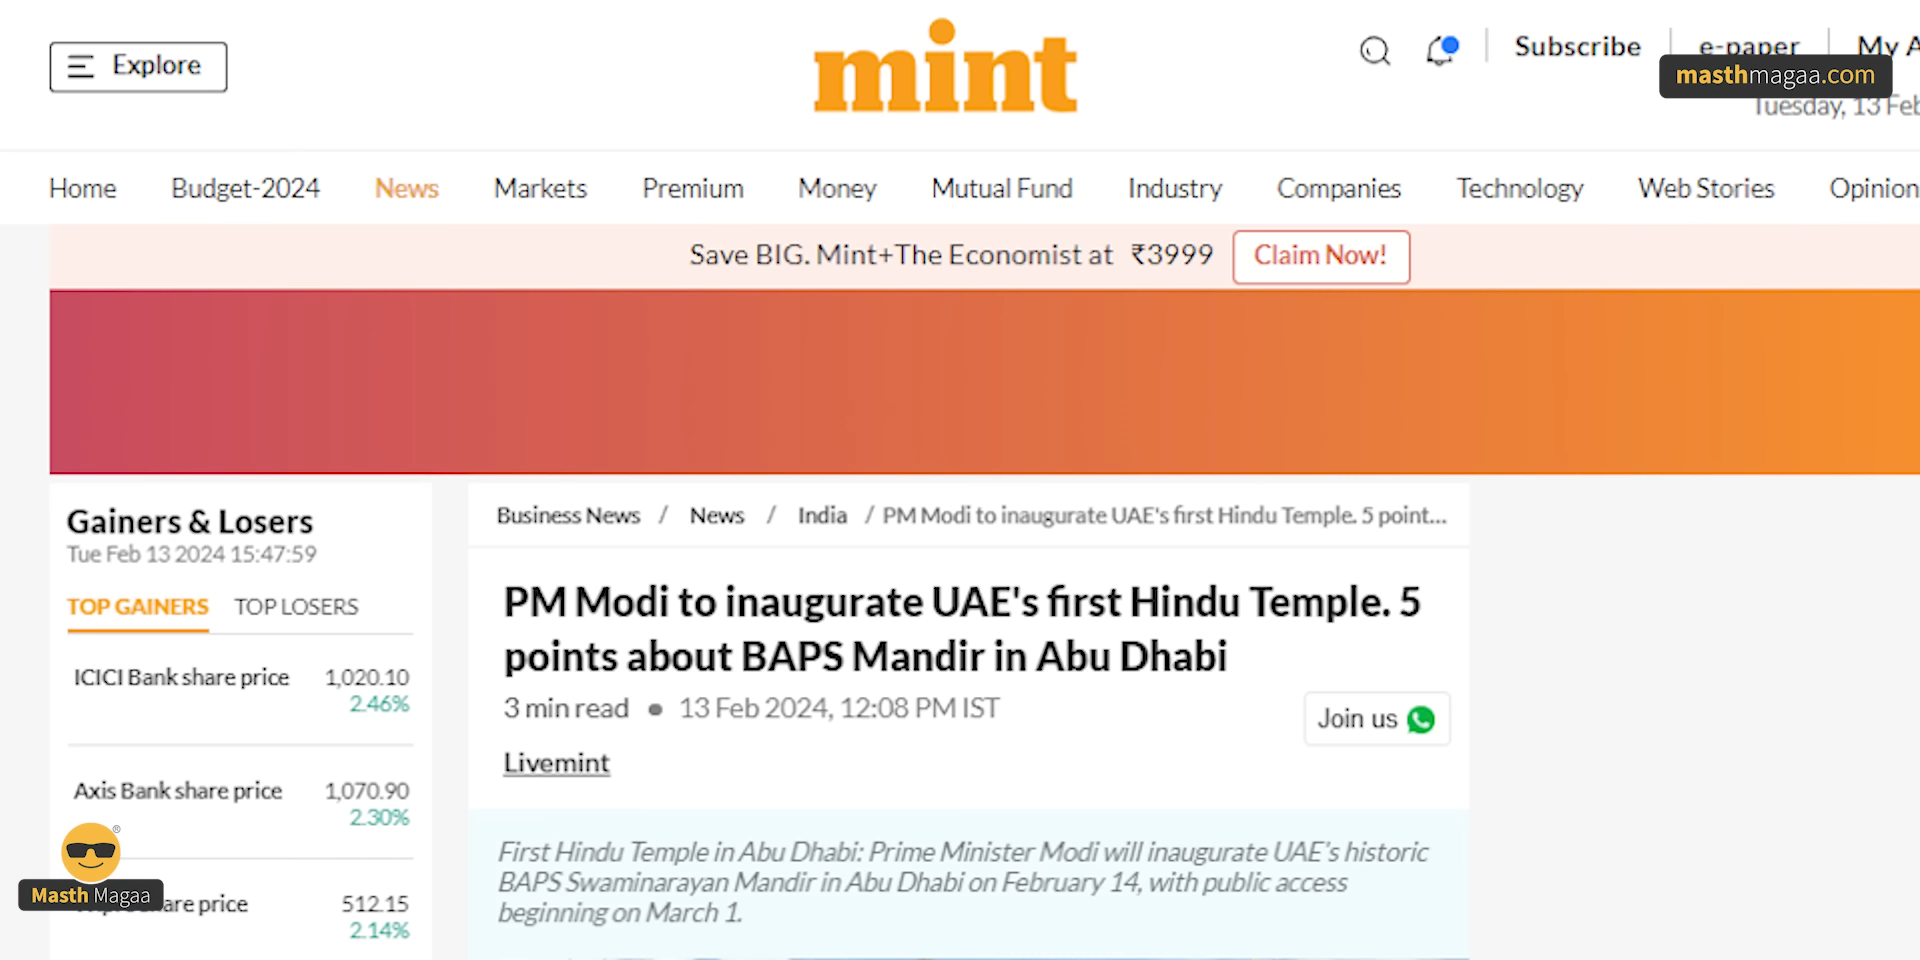 Explore
mint
Subscribe
e-paper
My A
masthmagaa.com
Tuesday, 13 Feb
Home Budget-2024 News Markets Premium Money Mutual Fund Industry Companies Technology Web Stories Opinion
Save BIG. Mint+The Economist at ₹3999 Claim Now!
Gainers & Losers
Tue Feb 13 2024 15:47:59
TOP GAINERS TOP LOSERS
ICICI Bank share price 1,020.10
2.46%
Axis Bank share price 1,070.90
2.30%
are price 512.15
2.14%
®
Masth Magaa
Business News / News / India / PM Modi to inaugurate UAE's first Hindu Temple. 5 point...
PM Modi to inaugurate UAE's first Hindu Temple. 5
points about BAPS Mandir in Abu Dhabi
3 min read • 13 Feb 2024, 12:08 PM IST
Join us
Livemint
First Hindu Temple in Abu Dhabi: Prime Minister Modi will inaugurate UAE's historic
BAPS Swaminarayan Mandir in Abu Dhabi on February 14, with public access
beginning on March 1.